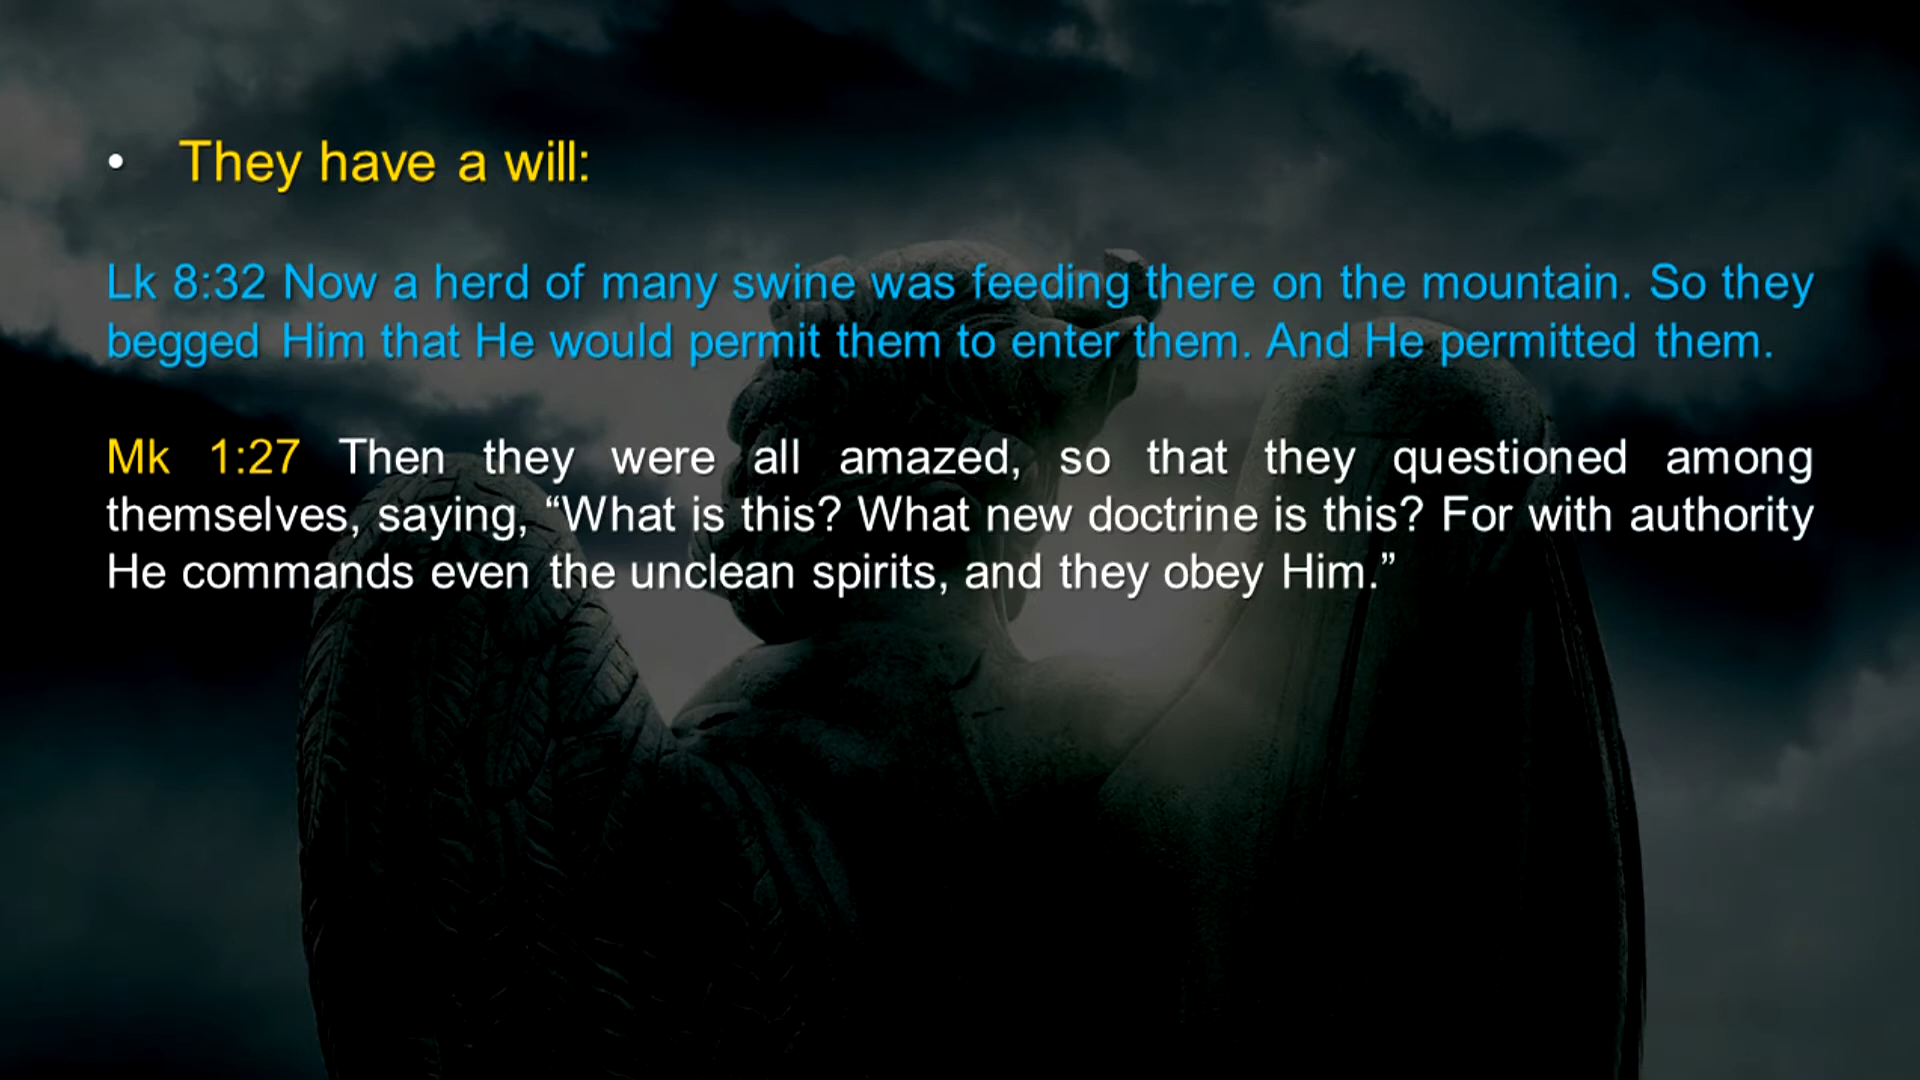 • They have a will:
Lk 8:32 Now a herd of many swine was feeding there on the mountain. So they
begged Him that He would permit them to enter them. And He permitted them.
Mk 1:27 Then they were all amazed, so that they questioned among
themselves, saying, “What is this? What new doctrine is this? For with authority
He commands even the unclean spirits, and they obey Him.”